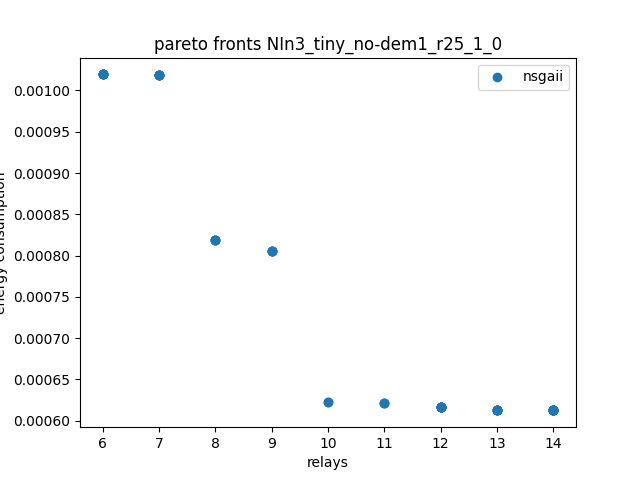 pareto fronts NIn3_tiny_no-dem1_r25_1_0
nsgaii
0.00100
0.00095
0.00090
0.00085
0.00080
0.00075
0.00070
0.00065
0.00060
energy consumption
6 7 8 9 10 11 12 13 14
relays